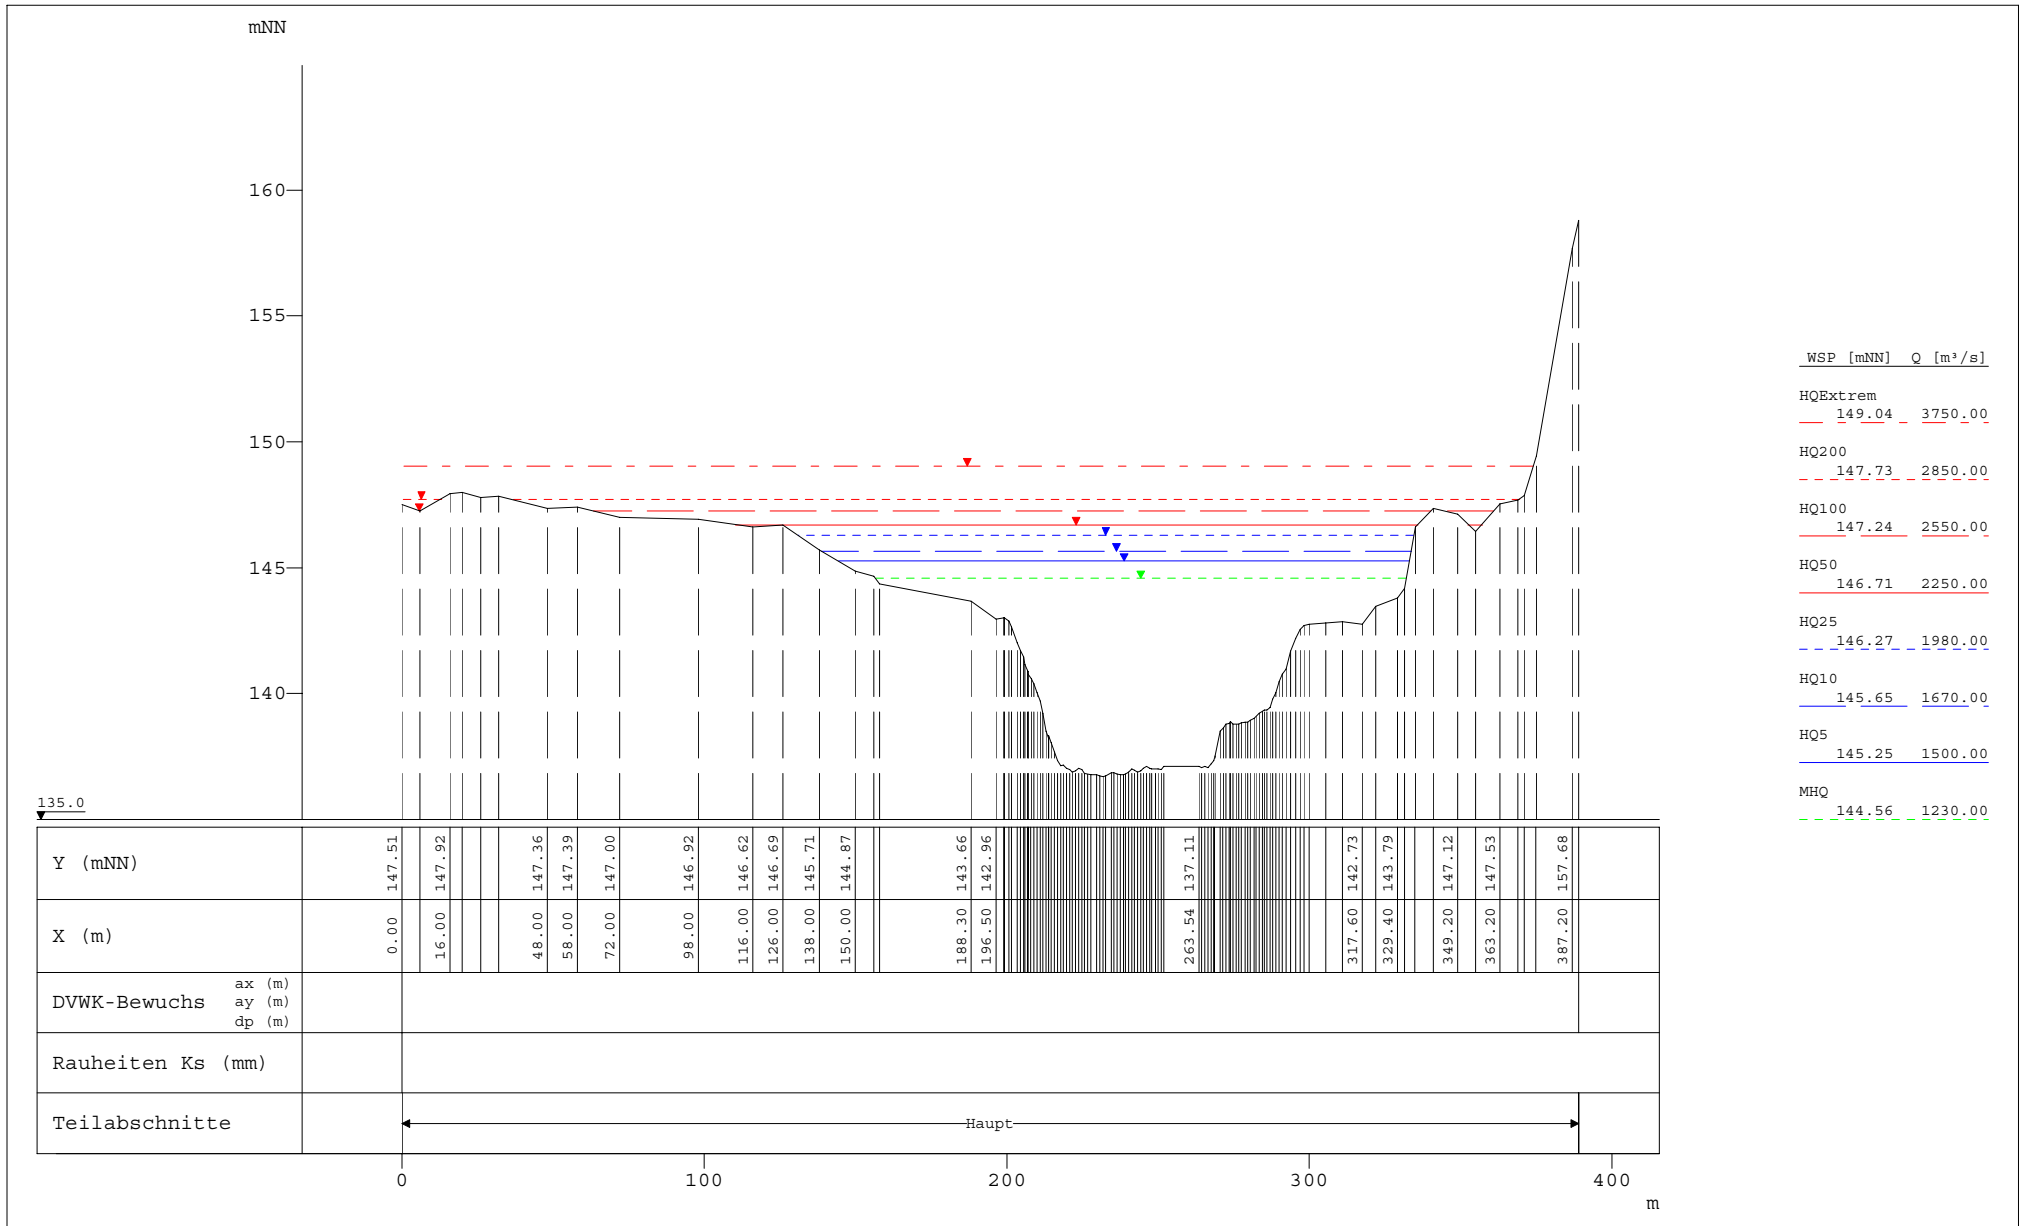 mNN
160
155
150
145
140
135.0
WSP [mNN] Q [m³/s]
HQExtrem
149.04 3750.00
HQ200
147.73 2850.00
HQ100
147.24 2550.00
HQ50
146.71 2250.00
HQ25
146.27 1980.00
HQ10
145.65 1670.00
HQ5
145.25 1500.00
MHQ
144.56 1230.00
Y (mNN) 147.51 147.92 147.36 147.39 147.00 146.92 146.62 146.69 145.71 144.87 143.66 142.96 137.11 142.73 143.79 147.12 147.53 157.68
X (m) 0.00 16.00 48.00 58.00 72.00 98.00 116.00 126.00 138.00 150.00 188.30 196.50 263.54 317.60 329.40 349.20 363.20 387.20
DVWK-Bewuchs
ax (m)
ay (m)
dp (m)
Rauheiten Ks (mm)
Teilabschnitte Haupt
0 100 200 300 400
m